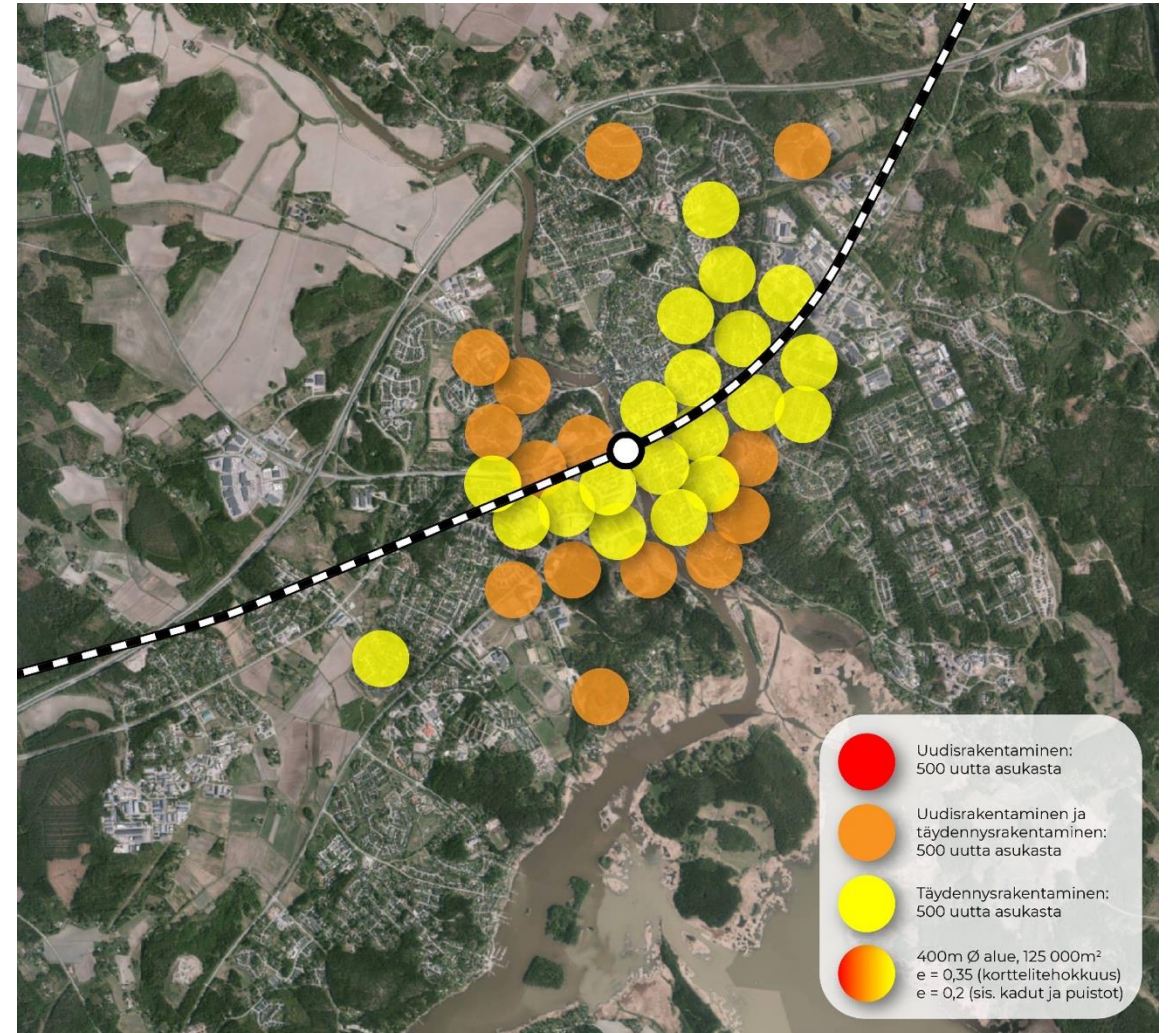 Uudisrakentaminen:
500 uutta asukasta
Uudisrakentaminen ja
täydennysrakentaminen:
500 uutta asukasta
Täydennysrakentaminen:
500 uutta asukasta
400m Ø alue, 125 000m²
e = 0,35 (korttelitehokkuus)
e = 0,2 (sis. kadut ja puistot)